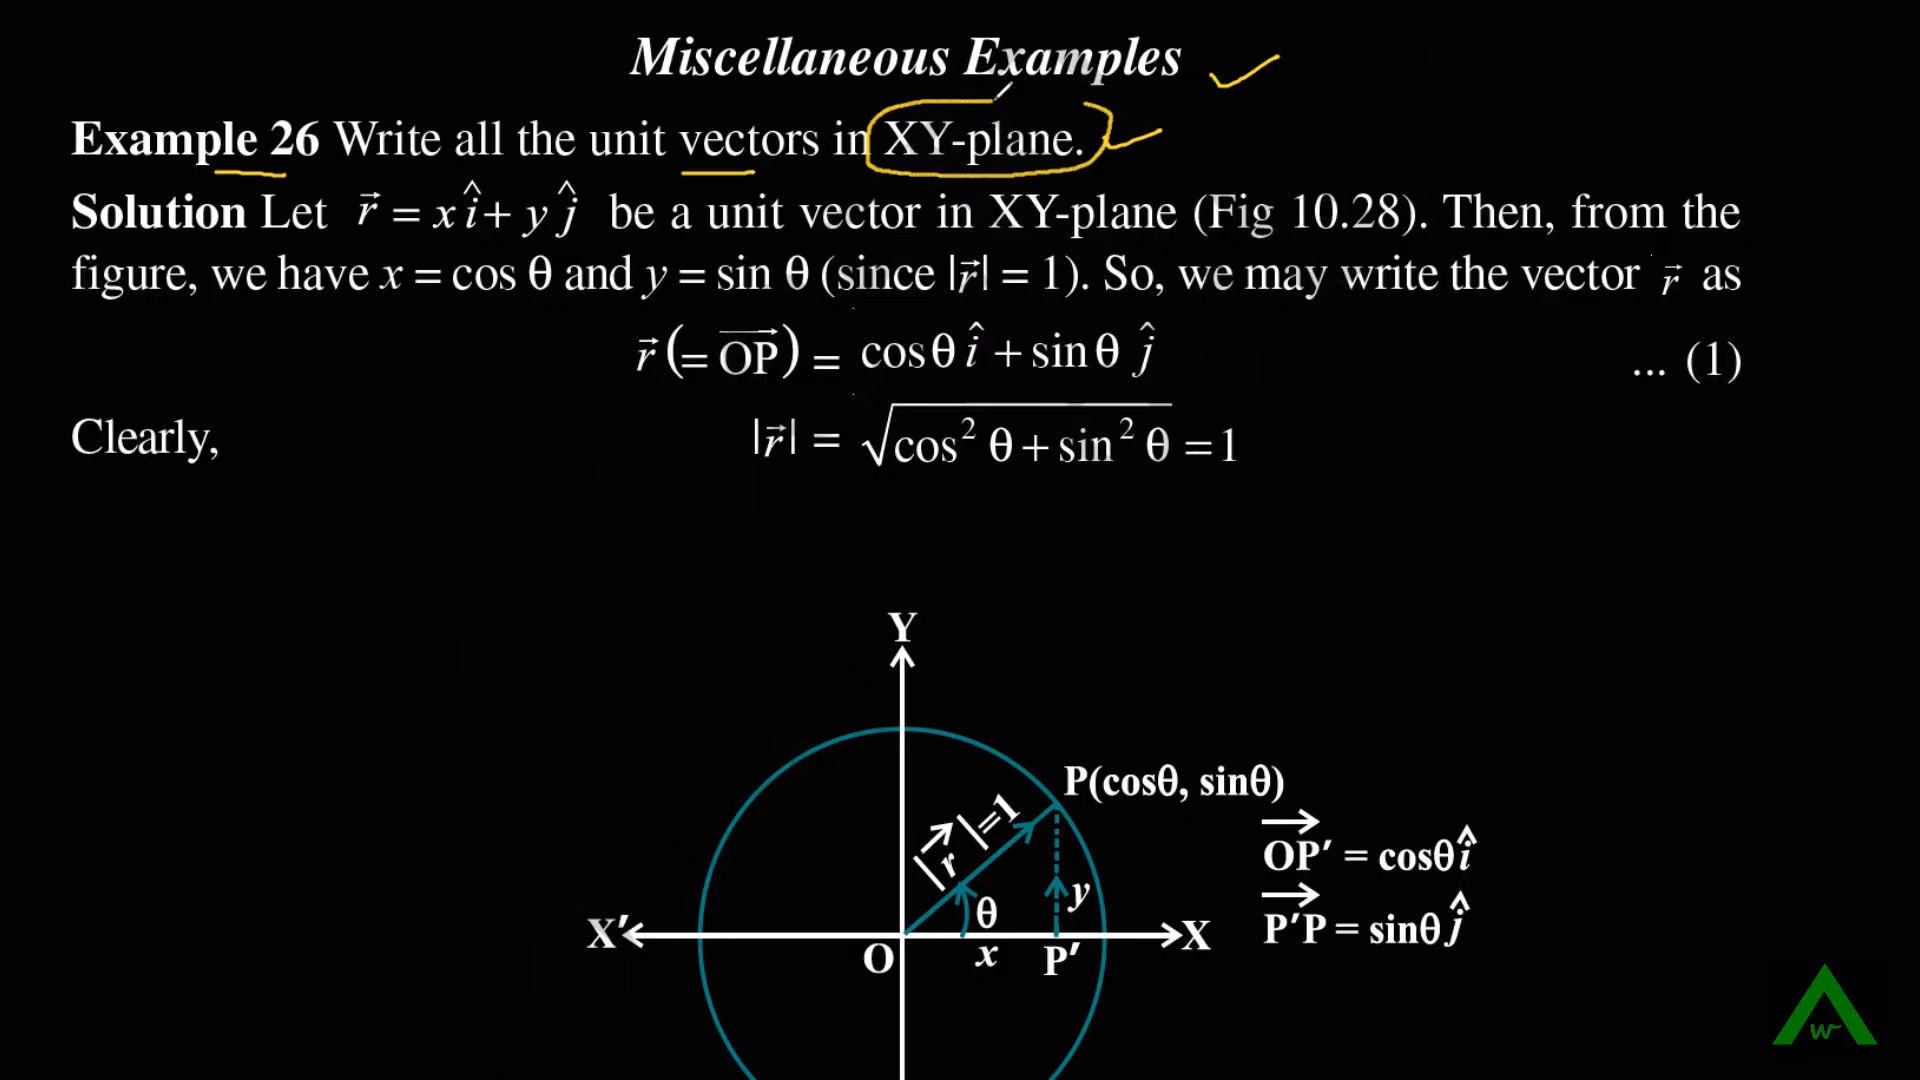 Miscellaneous Examples
Example 26 Write all the unit vectors in XY-plane.
Solution Let r⃗ = x î + y ĵ be a unit vector in XY-plane (Fig 10.28). Then, from the
figure, we have x = cos θ and y = sin θ (since |r⃗| = 1). So, we may write the vector r⃗ as
r⃗ (= OP⃗) = cosθ î + sinθ ĵ ... (1)
Clearly, |r⃗| = √(cos² θ + sin² θ) = 1
Y
P(cosθ, sinθ)
|r⃗|=1
OP′⃗ = cosθ î
y
θ
P′P⃗ = sinθ ĵ
X′
X
O
x
P′
w